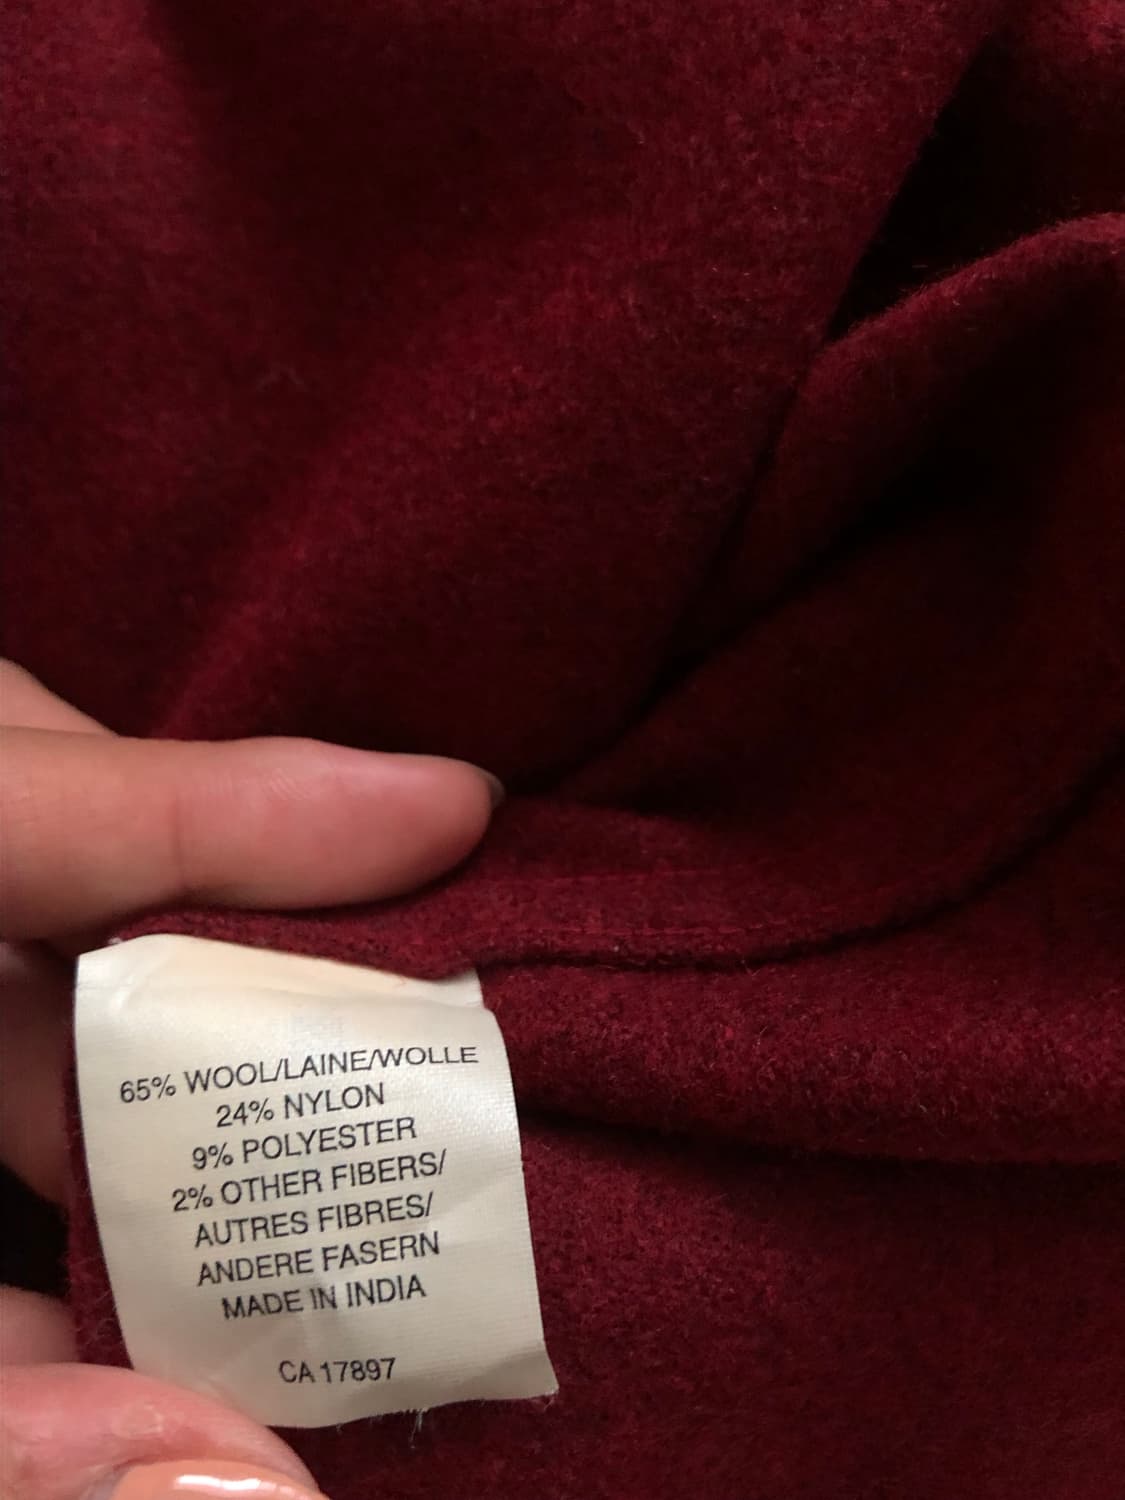 65% WOOL/LAINE/WOLLE
24% NYLON
9% POLYESTER
2% OTHER FIBERS/
AUTRES FIBRES/
ANDERE FASERN
MADE IN INDIA
CA 17897